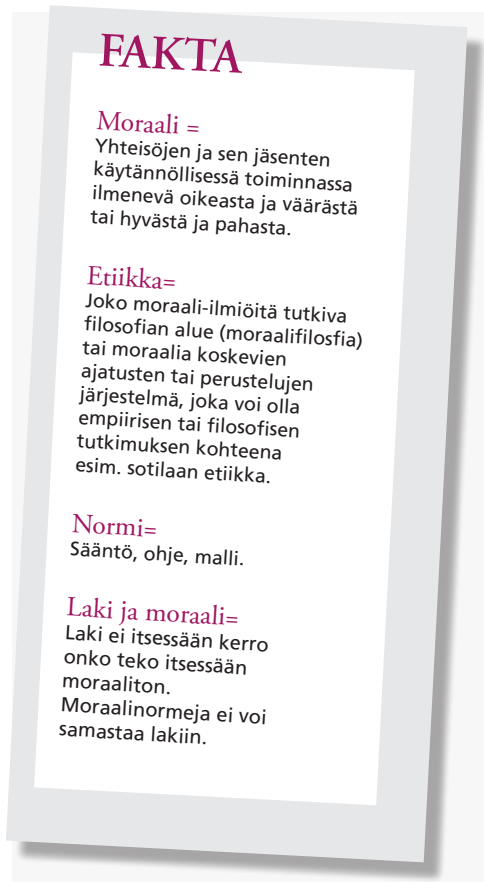 FAKTA
Moraali =
Yhteisöjen ja sen jäsenten
käytännöllisessä toiminnassa
ilmenevä oikeasta ja väärästä
tai hyvästä ja pahasta.
Etiikka=
Joko moraali-ilmiöitä tutkiva
filosofian alue (moraalifilosfia)
tai moraalia koskevien
ajatusten tai perustelujen
järjestelmä, joka voi olla
empiirisen tai filosofisen
tutkimuksen kohteena
esim. sotilaan etiikka.
Normi=
Sääntö, ohje, malli.
Laki ja moraali=
Laki ei itsessään kerro
onko teko itsessään
moraaliton.
Moraalinormeja ei voi
samastaa lakiin.